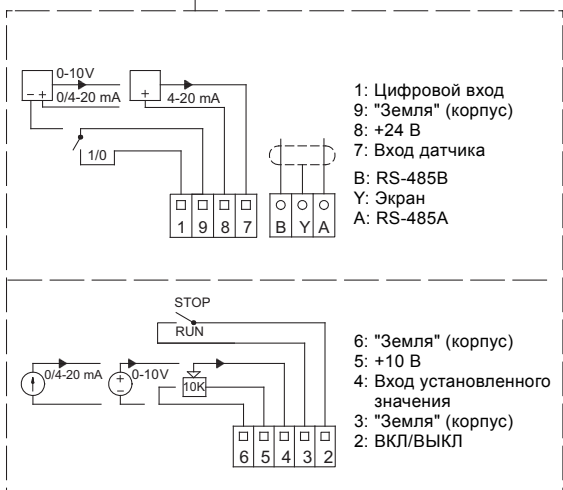 0-10V
0/4-20 mA
4-20 mA
– +
+
1/0
1 9 8 7
B Y A
1: Цифровой вход
9: "Земля" (корпус)
8: +24 В
7: Вход датчика
B: RS-485B
Y: Экран
A: RS-485A
STOP
RUN
0/4-20 mA
+
–
0-10V
10K
6 5 4 3 2
6: "Земля" (корпус)
5: +10 В
4: Вход установленного
значения
3: "Земля" (корпус)
2: ВКЛ/ВЫКЛ